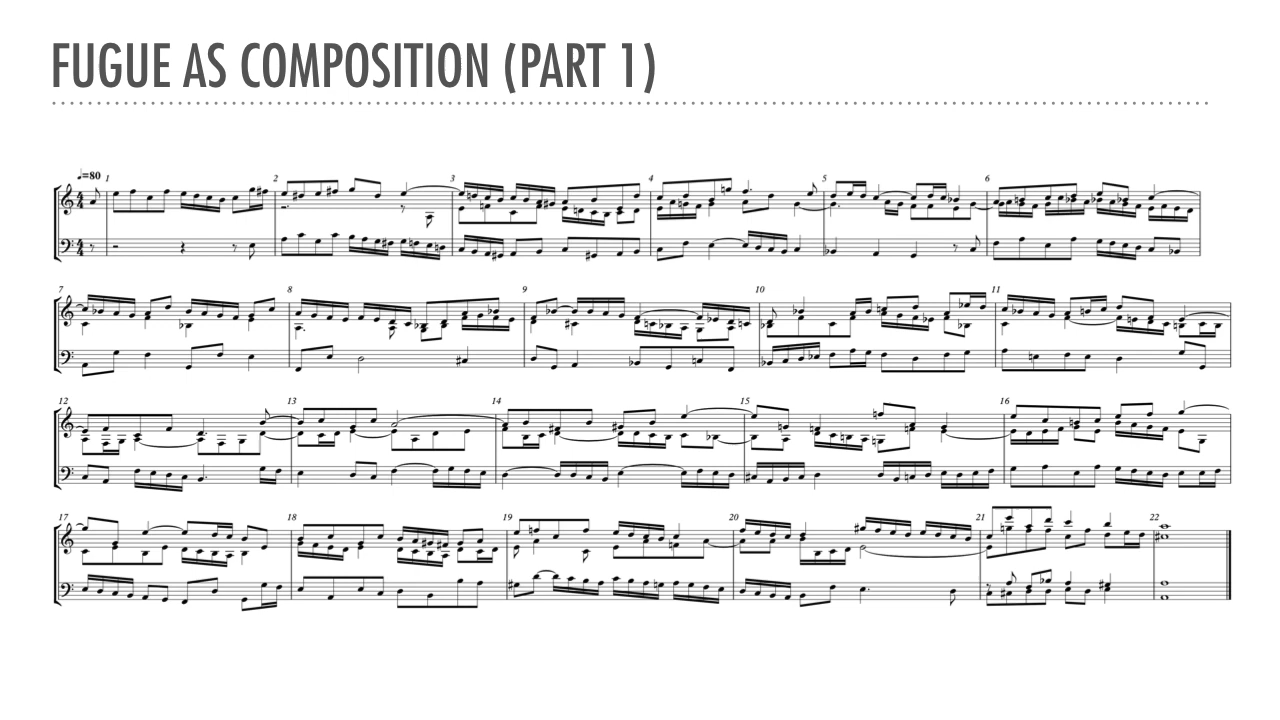 FUGUE AS COMPOSITION (PART 1)
♩=80
1 2 3 4 5 6
7 8 9 10 11
12 13 14 15 16
17 18 19 20 21 22